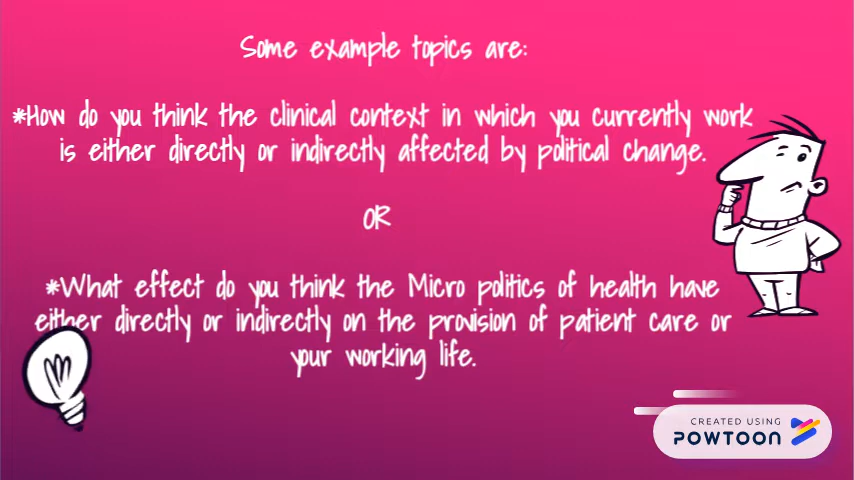 Some example topics are:
*How do you think the clinical context in which you currently work
is either directly or indirectly affected by political change.
OR
*What effect do you think the Micro politics of health have
either directly or indirectly on the provision of patient care or
your working life.
CREATED USING
POWTOON